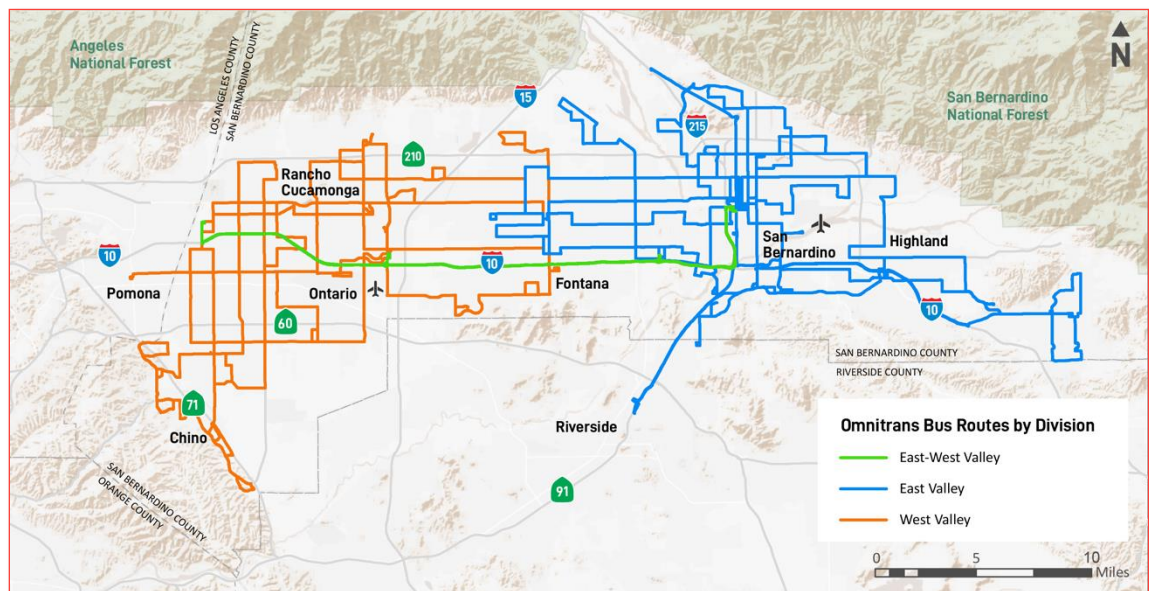 Angeles
National Forest
LOS ANGELES COUNTY
SAN BERNARDINO COUNTY
N
15
San Bernardino
National Forest
215
210
Rancho
Cucamonga
10
Pomona
Ontario
10
Fontana
San
Bernardino
Highland
60
10
SAN BERNARDINO COUNTY
RIVERSIDE COUNTY
71
Chino
Riverside
SAN BERNARDINO COUNTY
ORANGE COUNTY
91
Omnitrans Bus Routes by Division
East-West Valley
East Valley
West Valley
0 5 10
Miles